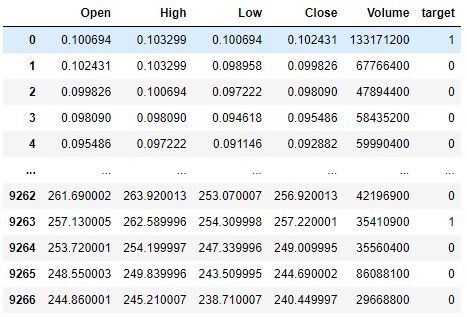 Open High Low Close Volume target
0 0.100694 0.103299 0.100694 0.102431 133171200 1
1 0.102431 0.103299 0.098958 0.099826 67766400 0
2 0.099826 0.100694 0.097222 0.098090 47894400 0
3 0.098090 0.098090 0.094618 0.095486 58435200 0
4 0.095486 0.097222 0.091146 0.092882 59990400 0
... ... ... ... ... ... ...
9262 261.690002 263.920013 253.070007 256.920013 42196900 0
9263 257.130005 262.589996 254.309998 257.220001 35410900 1
9264 253.720001 254.199997 247.339996 249.009995 35560400 0
9265 248.550003 249.839996 243.509995 244.690002 86088100 0
9266 244.860001 245.210007 238.710007 240.449997 29668800 0